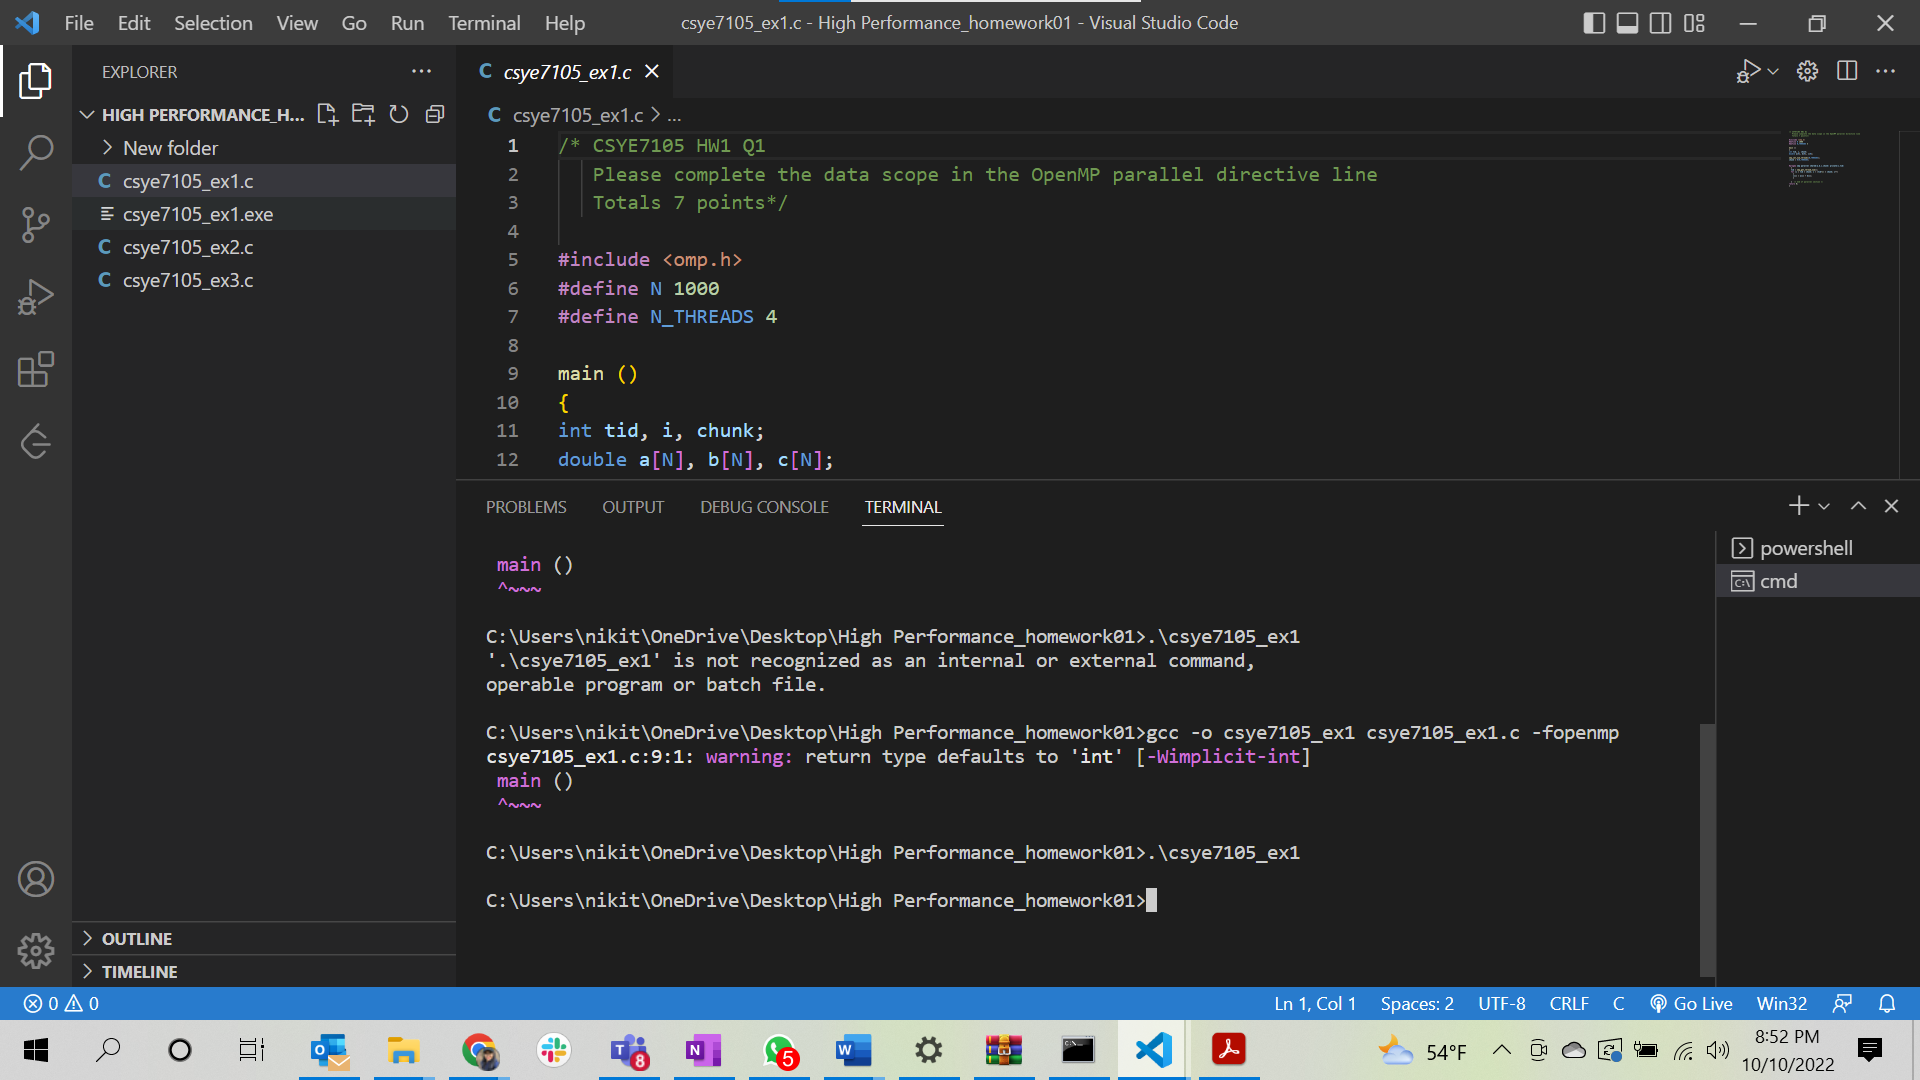 File Edit Selection View Go Run Terminal Help
csye7105_ex1.c - High Performance_homework01 - Visual Studio Code
EXPLORER
HIGH PERFORMANCE_H...
New folder
C csye7105_ex1.c
csye7105_ex1.exe
C csye7105_ex2.c
C csye7105_ex3.c
OUTLINE
TIMELINE
C csye7105_ex1.c
C csye7105_ex1.c > ...
1 /* CSYE7105 HW1 Q1
2 Please complete the data scope in the OpenMP parallel directive line
3 Totals 7 points*/
4
5 #include <omp.h>
6 #define N 1000
7 #define N_THREADS 4
8
9 main ()
10 {
11 int tid, i, chunk;
12 double a[N], b[N], c[N];
PROBLEMS OUTPUT DEBUG CONSOLE TERMINAL
main ()
^~~~
C:\Users\nikit\OneDrive\Desktop\High Performance_homework01>.\csye7105_ex1
'.\csye7105_ex1' is not recognized as an internal or external command,
operable program or batch file.
C:\Users\nikit\OneDrive\Desktop\High Performance_homework01>gcc -o csye7105_ex1 csye7105_ex1.c -fopenmp
csye7105_ex1.c:9:1: warning: return type defaults to 'int' [-Wimplicit-int]
main ()
^~~~
C:\Users\nikit\OneDrive\Desktop\High Performance_homework01>.\csye7105_ex1
C:\Users\nikit\OneDrive\Desktop\High Performance_homework01>
powershell
cmd
0 0
Ln 1, Col 1 Spaces: 2 UTF-8 CRLF C Go Live Win32
8
5
54°F
8:52 PM
10/10/2022